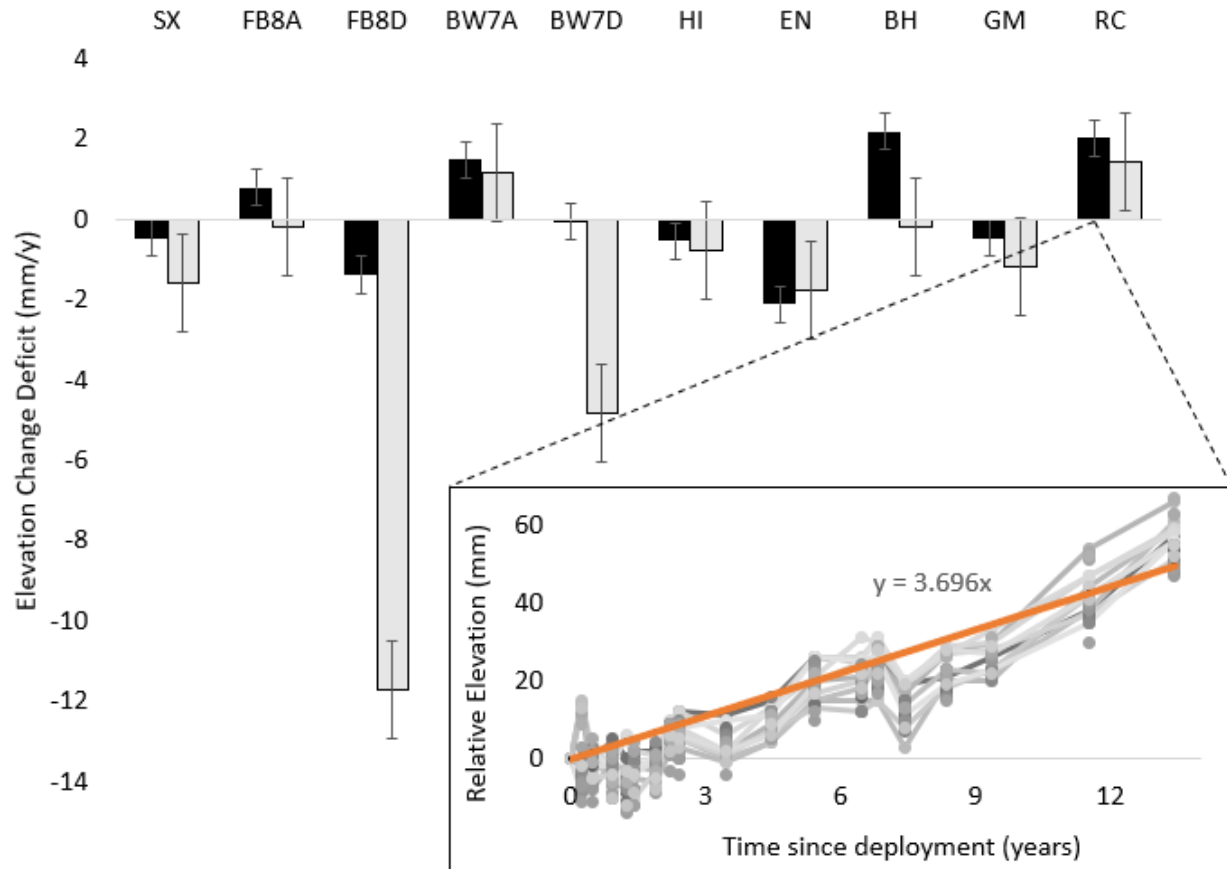 SX FB8A FB8D BW7A BW7D HI EN BH GM RC
Elevation Change Deficit (mm/y)
4
2
0
-2
-4
-6
-8
-10
-12
-14
Relative Elevation (mm)
60
40
20
0
y = 3.696x
0 3 6 9 12
Time since deployment (years)